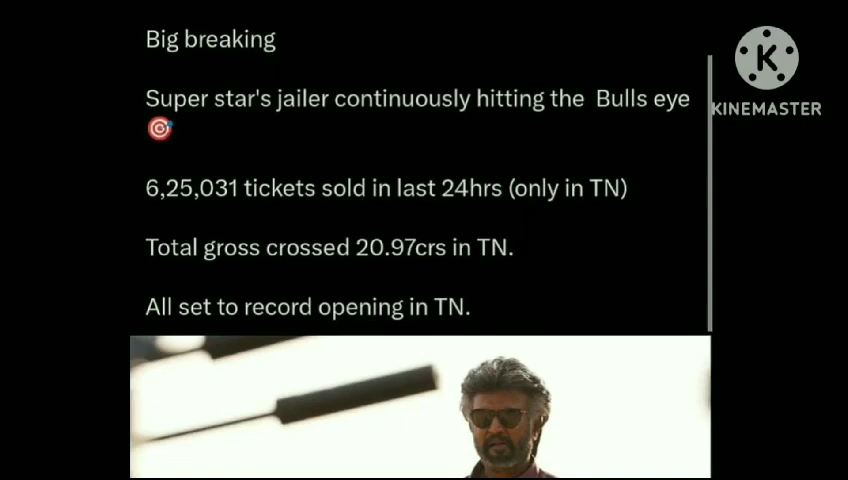 Big breaking
Super star's jailer continuously hitting the Bulls eye
🎯
6,25,031 tickets sold in last 24hrs (only in TN)
Total gross crossed 20.97crs in TN.
All set to record opening in TN.
K
KINEMASTER